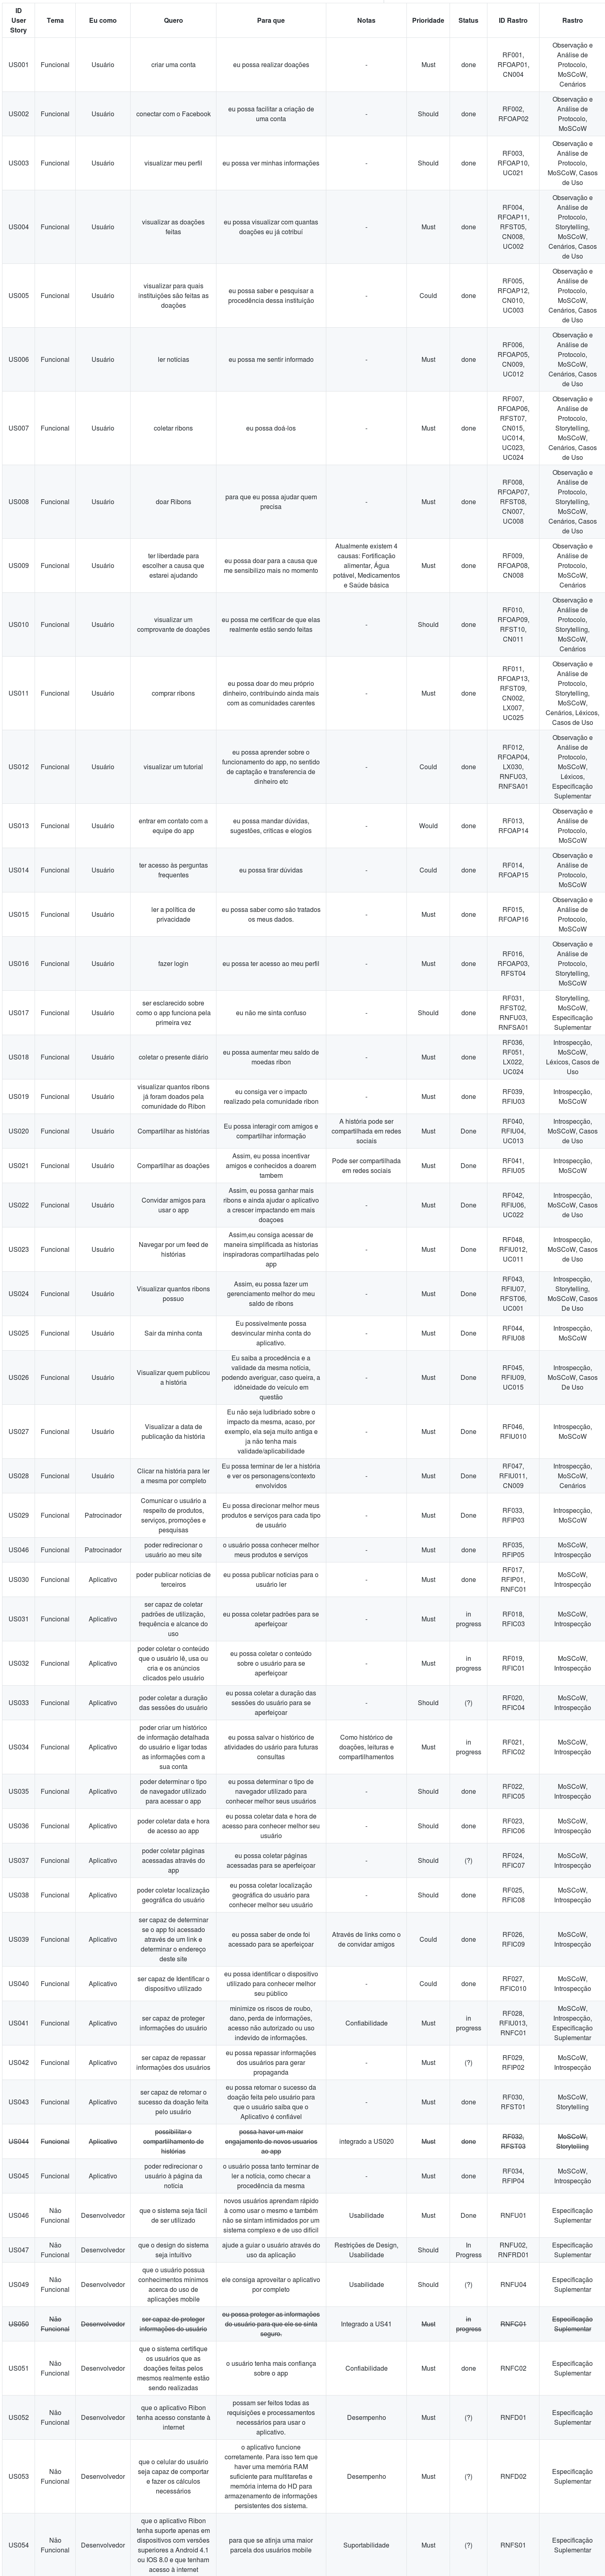 ID User Story Tema Eu como Quero Para que Notas Prioridade Status ID Rastro Rastro
US001 Funcional Usuário criar uma conta eu possa realizar doações - Must done RF001, RFOAP01, CN004 Observação e Análise de Protocolo, MoSCoW, Cenários
US002 Funcional Usuário conectar com o Facebook eu possa facilitar a criação de uma conta - Should done RF002, RFOAP02 Observação e Análise de Protocolo, MoSCoW
US003 Funcional Usuário visualizar meu perfil eu possa ver minhas informações - Should done RF003, RFOAP10, UC021 Observação e Análise de Protocolo, MoSCoW, Casos de Uso
US004 Funcional Usuário visualizar as doações feitas eu possa visualizar com quantas doações eu já cotribui - Must done RF004, RFOAP11, RFST05, CN008, UC002 Observação e Análise de Protocolo, Storytelling, MoSCoW, Cenários, Casos de Uso
US005 Funcional Usuário visualizar para quais instituições são feitas as doações eu possa saber e pesquisar a procedência dessa instituição - Could done RF005, RFOAP12, CN010, UC003 Observação e Análise de Protocolo, MoSCoW, Cenários, Casos de Uso
US006 Funcional Usuário ler notícias eu possa me sentir informado - Must done RF006, RFOAP05, CN009, UC012 Observação e Análise de Protocolo, MoSCoW, Cenários, Casos de Uso
US007 Funcional Usuário coletar ribons eu possa doá-los - Must done RF007, RFOAP06, RFST07, CN015, UC014, UC023, UC024 Observação e Análise de Protocolo, Storytelling, MoSCoW, Cenários, Casos de Uso
US008 Funcional Usuário doar Ribons para que eu possa ajudar quem precisa - Must done RF008, RFOAP07, RFST08, CN007, UC008 Observação e Análise de Protocolo, Storytelling, MoSCoW, Cenários, Casos de Uso
US009 Funcional Usuário ter liberdade para escolher a causa que estarei ajudando eu possa doar para a causa que me sensibilizo mais no momento Atualmente existem 4 causas: Fortificação alimentar, Água potável, Medicamentos e Saúde básica Must done RF009, RFOAP08, CN008 Observação e Análise de Protocolo, MoSCoW, Cenários
US010 Funcional Usuário visualizar um comprovante de doações eu possa me certificar de que elas realmente estão sendo feitas - Should done RF010, RFOAP09, RFST10, CN011 Observação e Análise de Protocolo, Storytelling, MoSCoW, Cenários
US011 Funcional Usuário comprar ribons eu possa doar do meu próprio dinheiro, contribuindo ainda mais com as comunidades carentes - Must done RF011, RFOAP13, RFST09, CN002, LX007, UC025 Observação e Análise de Protocolo, Storytelling, MoSCoW, Cenários, Léxicos, Casos de Uso
US012 Funcional Usuário visualizar um tutorial eu possa aprender sobre o funcionamento do app, no sentido de captação e transferencia de dinheiro etc - Could done RF012, RFOAP04, LX030, RNFU03, RNFSA01 Observação e Análise de Protocolo, MoSCoW, Léxicos, Especificação Suplementar
US013 Funcional Usuário entrar em contato com a equipe do app eu possa mandar dúvidas, sugestões, criticas e elogios - Would done RF013, RFOAP14 Observação e Análise de Protocolo, MoSCoW
US014 Funcional Usuário ter acesso às perguntas frequentes eu possa tirar dúvidas - Could done RF014, RFOAP15 Observação e Análise de Protocolo, MoSCoW
US015 Funcional Usuário ler a política de privacidade eu possa saber como são tratados os meus dados. - Must done RF015, RFOAP16 Observação e Análise de Protocolo, MoSCoW
US016 Funcional Usuário fazer login eu possa ter acesso ao meu perfil - Must done RF016, RFOAP03, RFST04 Observação e Análise de Protocolo, Storytelling, MoSCoW
US017 Funcional Usuário ser esclarecido sobre como o app funciona pela primeira vez eu não me sinta confuso - Should done RF031, RFST02, RNFU03, RNFSA01 Storytelling, MoSCoW, Especificação Suplementar
US018 Funcional Usuário coletar o presente diário eu possa aumentar meu saldo de moedas ribon - Must done RF036, RF051, LX022, UC024 Introspecção, MoSCoW, Léxicos, Casos de Uso
US019 Funcional Usuário visualizar quantos ribons já foram doados pela comunidade do Ribon eu consiga ver o impacto realizado pela comunidade ribon - Must done RF039, RFIU03 Introspecção, MoSCoW
US020 Funcional Usuário Compartilhar as histórias Eu possa interagir com amigos e compartilhar informação A história pode ser compartilhada em redes sociais Must Done RF040, RFIU04, UC013 Introspecção, MoSCoW, Casos de Uso
US021 Funcional Usuário Compartilhar as doações Assim, eu possa incentivar amigos e conhecidos a doarem tambem Pode ser compartilhada em redes sociais Must Done RF041, RFIU05 Introspecção, MoSCoW
US022 Funcional Usuário Convidar amigos para usar o app Assim, eu possa ganhar mais ribons e ainda ajudar o aplicativo a crescer impactando em mais doaçoes - Must Done RF042, RFIU06, UC022 Introspecção, MoSCoW, Casos de Uso
US023 Funcional Usuário Navegar por um feed de histórias Assim,eu consiga acessar de maneira simplificada as historias inspiradoras compartilhadas pelo app - Must Done RF048, RFIU012, UC011 Introspecção, MoSCoW, Casos de Uso
US024 Funcional Usuário Visualizar quantos ribons possuo Assim, eu possa fazer um gerenciamento melhor do meu saldo de ribons - Must Done RF043, RFIU07, RFST06, UC001 Introspecção, Storytelling, MoSCoW, Casos De Uso
US025 Funcional Usuário Sair da minha conta Eu possivelmente possa desvincular minha conta do aplicativo. - Must Done RF044, RFIU08 Introspecção, MoSCoW
US026 Funcional Usuário Visualizar quem publicou a história Eu saiba a procedência e a validade da mesma notícia, podendo averiguar, caso queira, a idôneidade do veículo em questão - Must Done RF045, RFIU09, UC015 Introspecção, MoSCoW, Casos De Uso
US027 Funcional Usuário Visualizar a data de publicação da história Eu não seja ludibriado sobre o impacto da mesma, acaso, por exemplo, ela seja muito antiga e ja não tenha mais validade/aplicabilidade - Must Done RF046, RFIU010 Introspecção, MoSCoW
US028 Funcional Usuário Clicar na história para ler a mesma por completo Eu possa terminar de ler a história e ver os personagens/contexto envolvidos - Must Done RF047, RFIU011, CN009 Introspecção, MoSCoW, Cenários
US029 Funcional Patrocinador Comunicar o usuário a respeito de produtos, serviços, promoções e pesquisas Eu possa direcionar melhor meus produtos e serviços para cada tipo de usuário - Must Done RF033, RFIP03 Introspecção, MoSCoW
US046 Funcional Patrocinador poder redirecionar o usuário ao meu site o usuário possa conhecer melhor meus produtos e serviços - Must done RF035, RFIP05 MoSCoW, Introspecção
US030 Funcional Aplicativo poder publicar notícias de terceiros eu possa publicar notícias para o usuário ler - Must done RF017, RFIP01, RNFC01 MoSCoW, Introspecção
US031 Funcional Aplicativo ser capaz de coletar padrões de utilização, frequência e alcance do uso eu possa coletar padrões para se aperfeiçoar - Must in progress RF018, RFIC03 MoSCoW, Introspecção
US032 Funcional Aplicativo poder coletar o conteúdo que o usuário lê, usa ou cria e os anúncios clicados pelo usuário eu possa coletar o conteúdo sobre o usuário para se aperfeiçoar - Must in progress RF019, RFIC01 MoSCoW, Introspecção
US033 Funcional Aplicativo poder coletar a duração das sessões do usuário eu possa coletar a duração das sessões do usuário para se aperfeiçoar - Should (?) RF020, RFIC04 MoSCoW, Introspecção
US034 Funcional Aplicativo poder criar um histórico de informação detalhada do usuário e ligar todas as informações com a sua conta eu possa salvar o histórico de atividades do usário para futuras consultas Como histórico de doações, leituras e compartilhamentos Must in progress RF021, RFIC02 MoSCoW, Introspecção
US035 Funcional Aplicativo poder determinar o tipo de navegador utilizado para acessar o app eu possa determinar o tipo de navegador utilizado para conhecer melhor seus usuários - Should done RF022, RFIC05 MoSCoW, Introspecção
US036 Funcional Aplicativo poder coletar data e hora de acesso ao app eu possa coletar data e hora de acesso para conhecer melhor seu usuário - Should done RF023, RFIC06 MoSCoW, Introspecção
US037 Funcional Aplicativo poder coletar páginas acessadas através do app eu possa coletar páginas acessadas para se aperfeiçoar - Should (?) RF024, RFIC07 MoSCoW, Introspecção
US038 Funcional Aplicativo poder coletar localização geográfica do usuário eu possa coletar localização geográfica do usuário para conhecer melhor seu usuário - Should done RF025, RFIC08 MoSCoW, Introspecção
US039 Funcional Aplicativo ser capaz de determinar se o app foi acessado através de um link e determinar o endereço deste site eu possa saber de onde foi acessado para se aperfeiçoar Através de links como o de convidar amigos Could done RF026, RFIC09 MoSCoW, Introspecção
US040 Funcional Aplicativo ser capaz de Identificar o dispositivo utilizado eu possa identificar o dispositivo utilizado para conhecer melhor seu público - Could done RF027, RFIC010 MoSCoW, Introspecção
US041 Funcional Aplicativo ser capaz de proteger informações do usuário minimize os riscos de roubo, dano, perda de informações, acesso não autorizado ou uso indevido de informações. Confiabilidade Must in progress RF028, RFIU013, RNFC01 MoSCoW, Introspecção, Especificação Suplementar
US042 Funcional Aplicativo ser capaz de repassar informações dos usuários eu possa repassar informações dos usuários para gerar propaganda - Must (?) RF029, RFIP02 MoSCoW, Introspecção
US043 Funcional Aplicativo ser capaz de retornar o sucesso da doação feita pelo usuário eu possa retornar o sucesso da doação feita pelo usuário para que o usuário saiba que o Aplicativo é confiável - Must done RF030, RFST01 MoSCoW, Storytelling
US044 Funcional Aplicativo possibilitar o compartilhamento de histórias possa haver um maior engajamento de novos usuarios ao app integrado a US020 Must done RF032, RFST03 MoSCoW, Storytelling
US045 Funcional Aplicativo poder redirecionar o usuário à página da notícia o usuário possa tanto terminar de ler a notícia, como checar a procedência da mesma - Must done RF034, RFIP04 MoSCoW, Introspecção
US046 Não Funcional Desenvolvedor que o sistema seja fácil de ser utilizado novos usuários aprendam rápido à como usar o mesmo e também não se sintam intimidados por um sistema complexo e de uso difícil Usabilidade Must Done RNFU01 Especificação Suplementar
US047 Não Funcional Desenvolvedor que o design do sistema seja intuitivo ajude a guiar o usuário através do uso da aplicação Restrições de Design, Usabilidade Should In Progress RNFU02, RNFRD01 Especificação Suplementar
US049 Não Funcional Desenvolvedor que o usuário possua conhecimentos mínimos acerca do uso de aplicações mobile ele consiga aproveitar o aplicativo por completo Usabilidade Should (?) RNFU04 Especificação Suplementar
US050 Não Funcional Desenvolvedor ser capaz de proteger informações do usuário eu possa proteger as informações do usuário para que ele se sinta seguro. Integrado a US41 Must in progress RNFC01 Especificação Suplementar
US051 Não Funcional Desenvolvedor que o sistema certifique os usuários que as doações feitas pelos mesmos realmente estão sendo realizadas o usuário tenha mais confiança sobre o app Confiabilidade Must done RNFC02 Especificação Suplementar
US052 Não Funcional Desenvolvedor que o aplicativo Ribon tenha acesso constante à internet possam ser feitos todas as requisições e processamentos necessários para usar o aplicativo. Desempenho Must (?) RNFD01 Especificação Suplementar
US053 Não Funcional Desenvolvedor que o celular do usuário seja capaz de comportar e fazer os cálculos necessários o aplicativo funcione corretamente. Para isso tem que haver uma memória RAM suficiente para multitarefas e memória interna do HD para armazenamento de informações persistentes dos sistema. Desempenho Must (?) RNFD02 Especificação Suplementar
US054 Não Funcional Desenvolvedor que o aplicativo Ribon tenha suporte apenas em dispositivos com versões superiores a Android 4.1 ou IOS 8.0 e que tenham acesso à internet para que se atinja uma maior parcela dos usuários mobile Suportabilidade Must (?) RNFS01 Especificação Suplementar